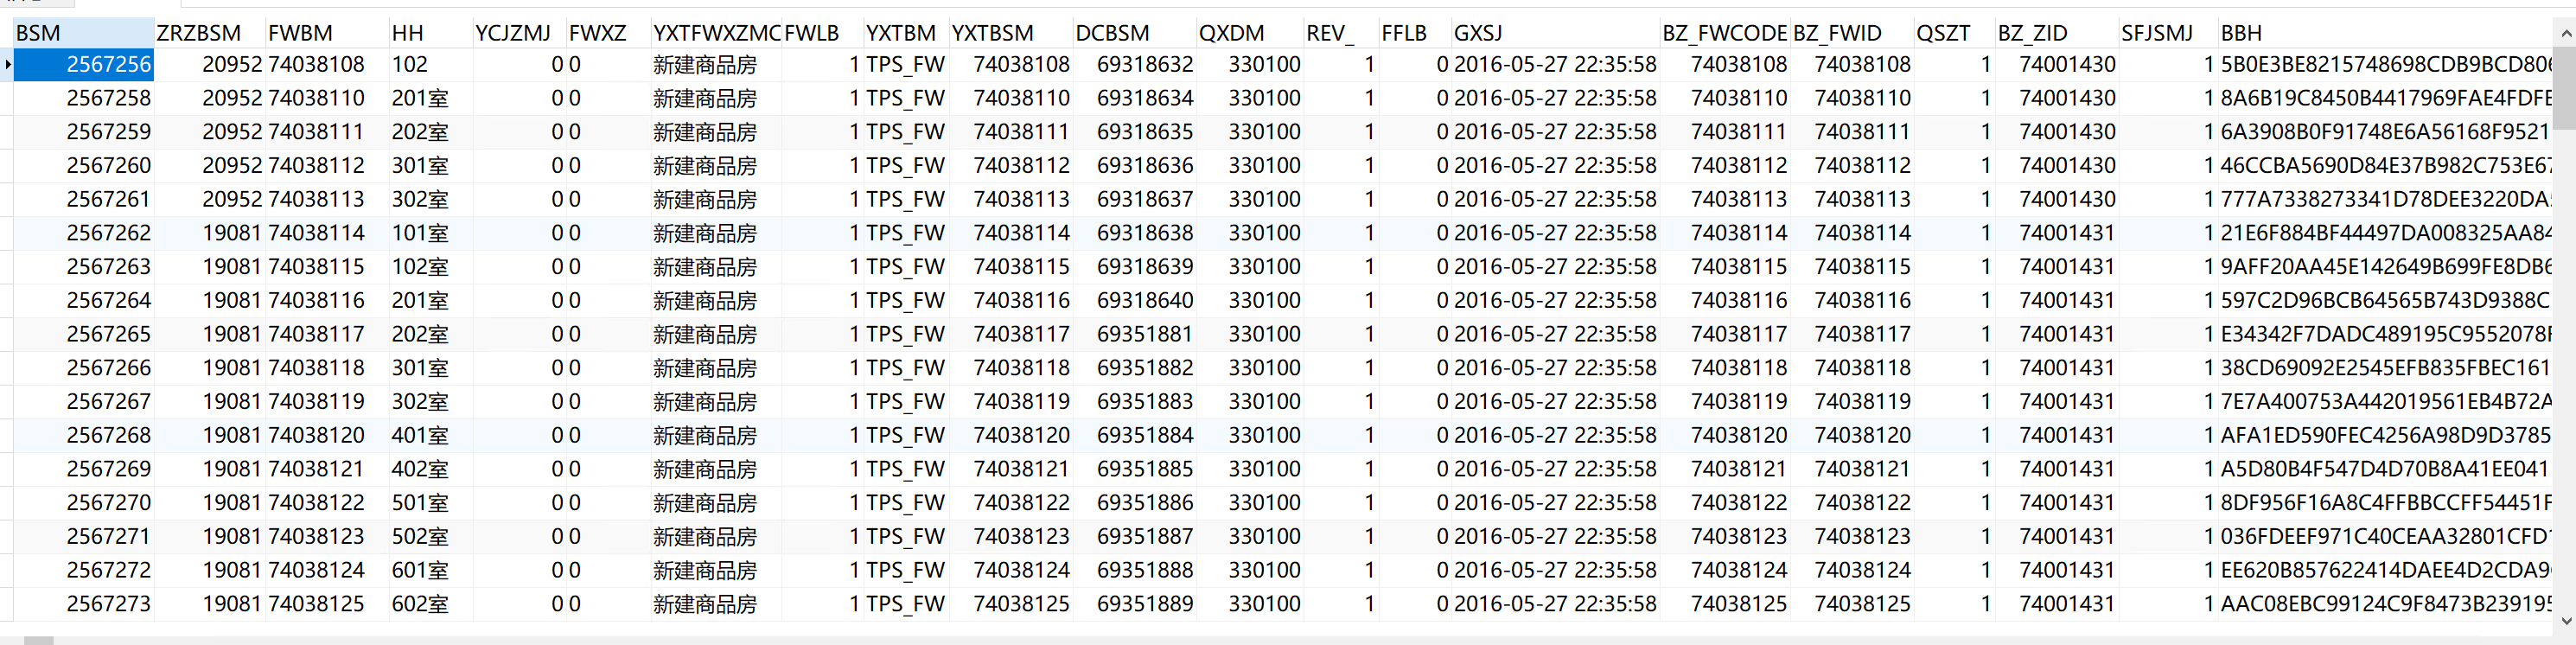 BSM ZRZBSM FWBM HH YCJZMJ FWXZ YXTFWXZMC FWLB YXTBM YXTBSM DCBSM QXDM REV_ FFLB GXSJ BZ_FWCODE BZ_FWID QSZT BZ_ZID SFJSMJ BBH
2567256 20952 74038108 102 0 0 新建商品房 1 TPS_FW 74038108 69318632 330100 1 0 2016-05-27 22:35:58 74038108 74038108 1 74001430 1 5B0E3BE8215748698CDB9BCD806
2567258 20952 74038110 201室 0 0 新建商品房 1 TPS_FW 74038110 69318634 330100 1 0 2016-05-27 22:35:58 74038110 74038110 1 74001430 1 8A6B19C8450B4417969FAE4FDFE
2567259 20952 74038111 202室 0 0 新建商品房 1 TPS_FW 74038111 69318635 330100 1 0 2016-05-27 22:35:58 74038111 74038111 1 74001430 1 6A3908B0F91748E6A56168F9521
2567260 20952 74038112 301室 0 0 新建商品房 1 TPS_FW 74038112 69318636 330100 1 0 2016-05-27 22:35:58 74038112 74038112 1 74001430 1 46CCBA5690D84E37B982C753E67
2567261 20952 74038113 302室 0 0 新建商品房 1 TPS_FW 74038113 69318637 330100 1 0 2016-05-27 22:35:58 74038113 74038113 1 74001430 1 777A7338273341D78DEE3220DA5
2567262 19081 74038114 101室 0 0 新建商品房 1 TPS_FW 74038114 69318638 330100 1 0 2016-05-27 22:35:58 74038114 74038114 1 74001431 1 21E6F884BF44497DA008325AA84
2567263 19081 74038115 102室 0 0 新建商品房 1 TPS_FW 74038115 69318639 330100 1 0 2016-05-27 22:35:58 74038115 74038115 1 74001431 1 9AFF20AA45E142649B699FE8DB6
2567264 19081 74038116 201室 0 0 新建商品房 1 TPS_FW 74038116 69318640 330100 1 0 2016-05-27 22:35:58 74038116 74038116 1 74001431 1 597C2D96BCB64565B743D9388C
2567265 19081 74038117 202室 0 0 新建商品房 1 TPS_FW 74038117 69351881 330100 1 0 2016-05-27 22:35:58 74038117 74038117 1 74001431 1 E34342F7DADC489195C9552078F
2567266 19081 74038118 301室 0 0 新建商品房 1 TPS_FW 74038118 69351882 330100 1 0 2016-05-27 22:35:58 74038118 74038118 1 74001431 1 38CD69092E2545EFB835FBEC161
2567267 19081 74038119 302室 0 0 新建商品房 1 TPS_FW 74038119 69351883 330100 1 0 2016-05-27 22:35:58 74038119 74038119 1 74001431 1 7E7A400753A442019561EB4B72A
2567268 19081 74038120 401室 0 0 新建商品房 1 TPS_FW 74038120 69351884 330100 1 0 2016-05-27 22:35:58 74038120 74038120 1 74001431 1 AFA1ED590FEC4256A98D9D3785
2567269 19081 74038121 402室 0 0 新建商品房 1 TPS_FW 74038121 69351885 330100 1 0 2016-05-27 22:35:58 74038121 74038121 1 74001431 1 A5D80B4F547D4D70B8A41EE041
2567270 19081 74038122 501室 0 0 新建商品房 1 TPS_FW 74038122 69351886 330100 1 0 2016-05-27 22:35:58 74038122 74038122 1 74001431 1 8DF956F16A8C4FFBBCCFF54451F
2567271 19081 74038123 502室 0 0 新建商品房 1 TPS_FW 74038123 69351887 330100 1 0 2016-05-27 22:35:58 74038123 74038123 1 74001431 1 036FDEEF971C40CEAA32801CFD1
2567272 19081 74038124 601室 0 0 新建商品房 1 TPS_FW 74038124 69351888 330100 1 0 2016-05-27 22:35:58 74038124 74038124 1 74001431 1 EE620B857622414DAEE4D2CDA9
2567273 19081 74038125 602室 0 0 新建商品房 1 TPS_FW 74038125 69351889 330100 1 0 2016-05-27 22:35:58 74038125 74038125 1 74001431 1 AAC08EBC99124C9F8473B239195